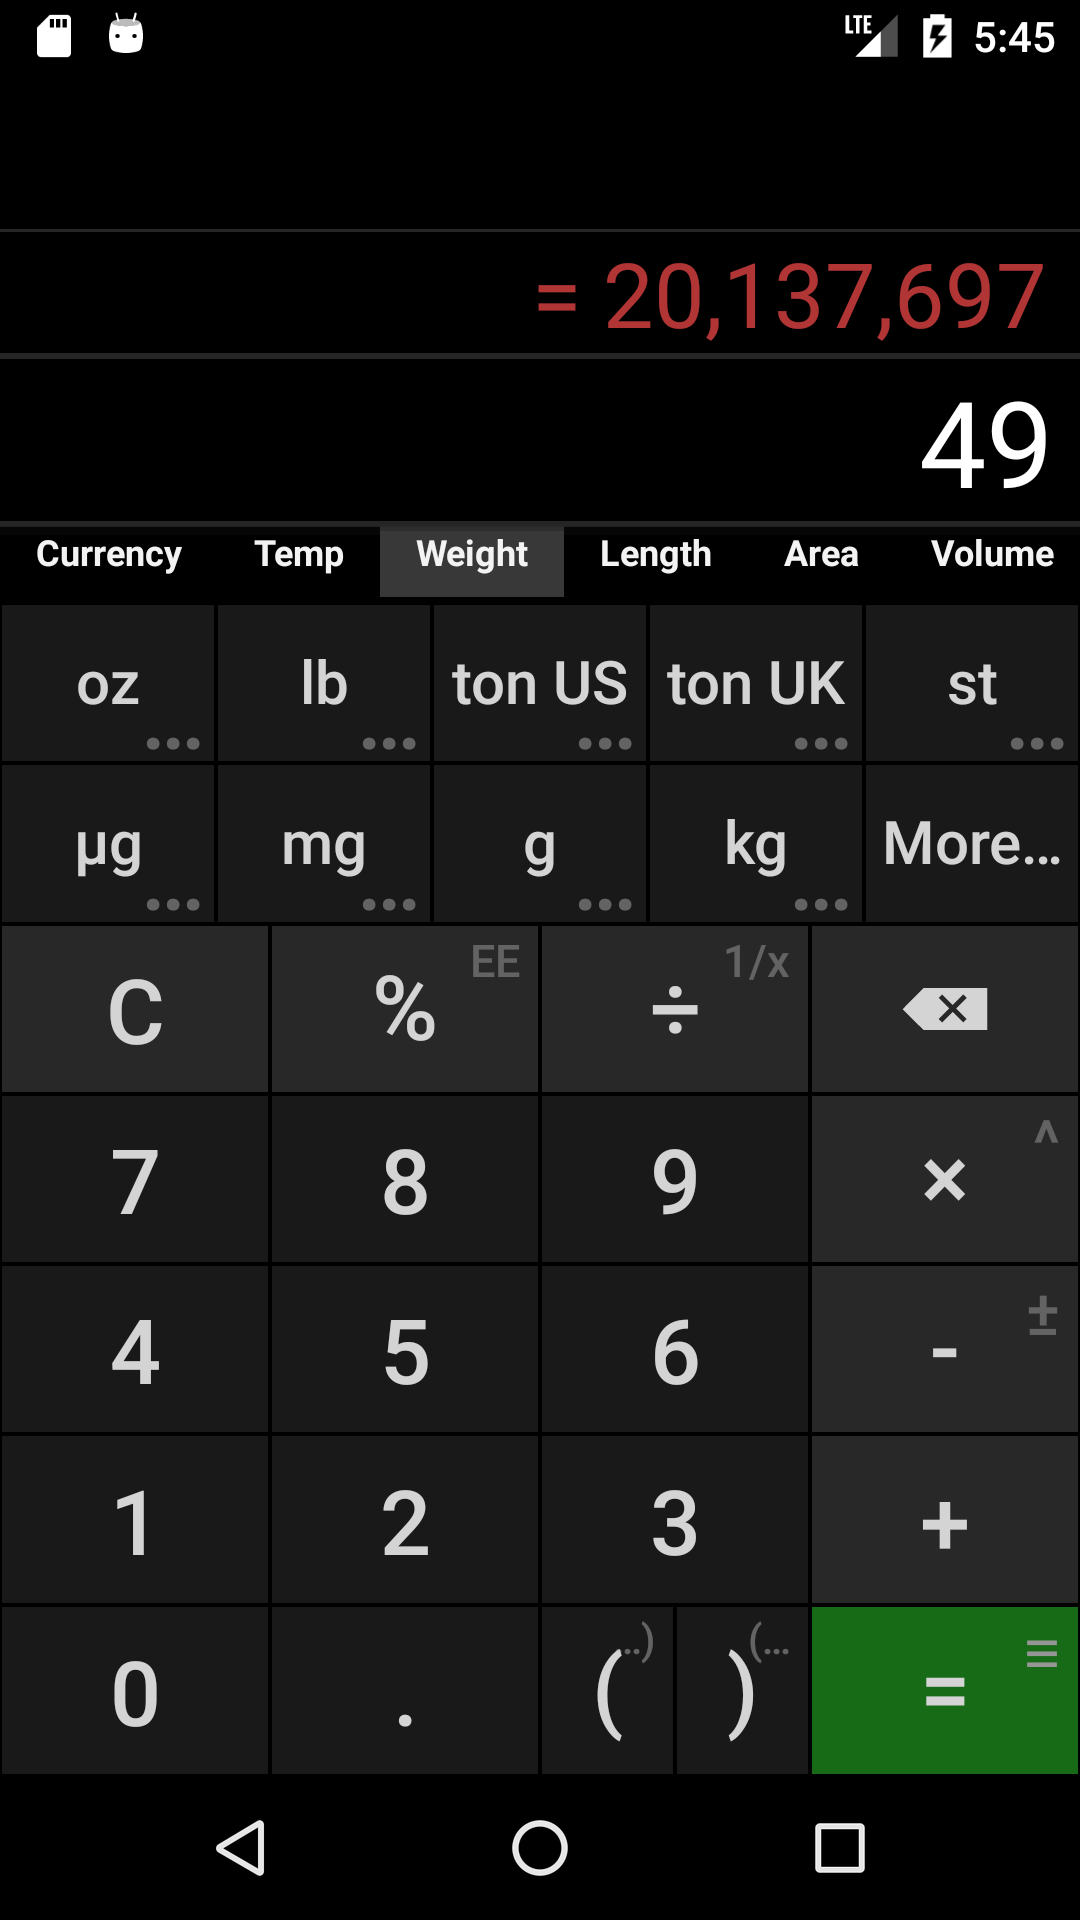 LTE 5:45
= 20,137,697
49
Currency Temp Weight Length Area Volume
oz lb ton US ton UK st
µg mg g kg More...
C % EE ÷ 1/x
7 8 9 × ^
4 5 6 - ±
1 2 3 +
0 . ( ..) ) (... =